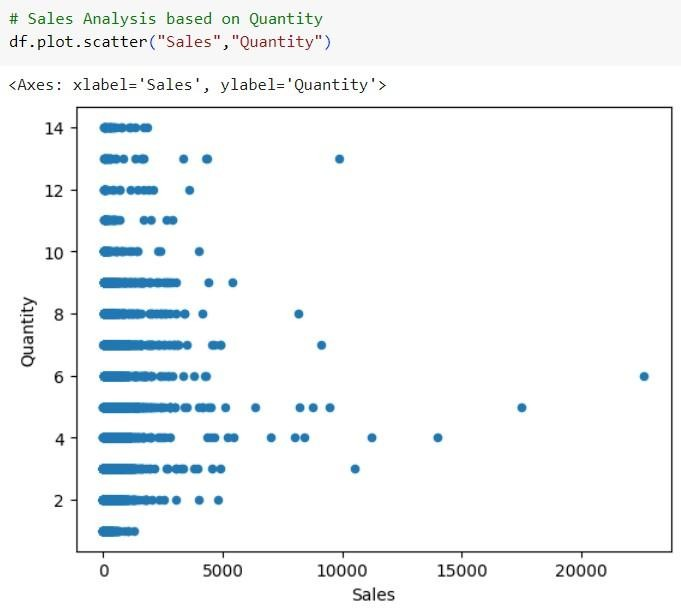 # Sales Analysis based on Quantity
df.plot.scatter("Sales","Quantity")
<Axes: xlabel='Sales', ylabel='Quantity'>
14
12
10
8
6
4
2
Quantity
0 5000 10000 15000 20000
Sales